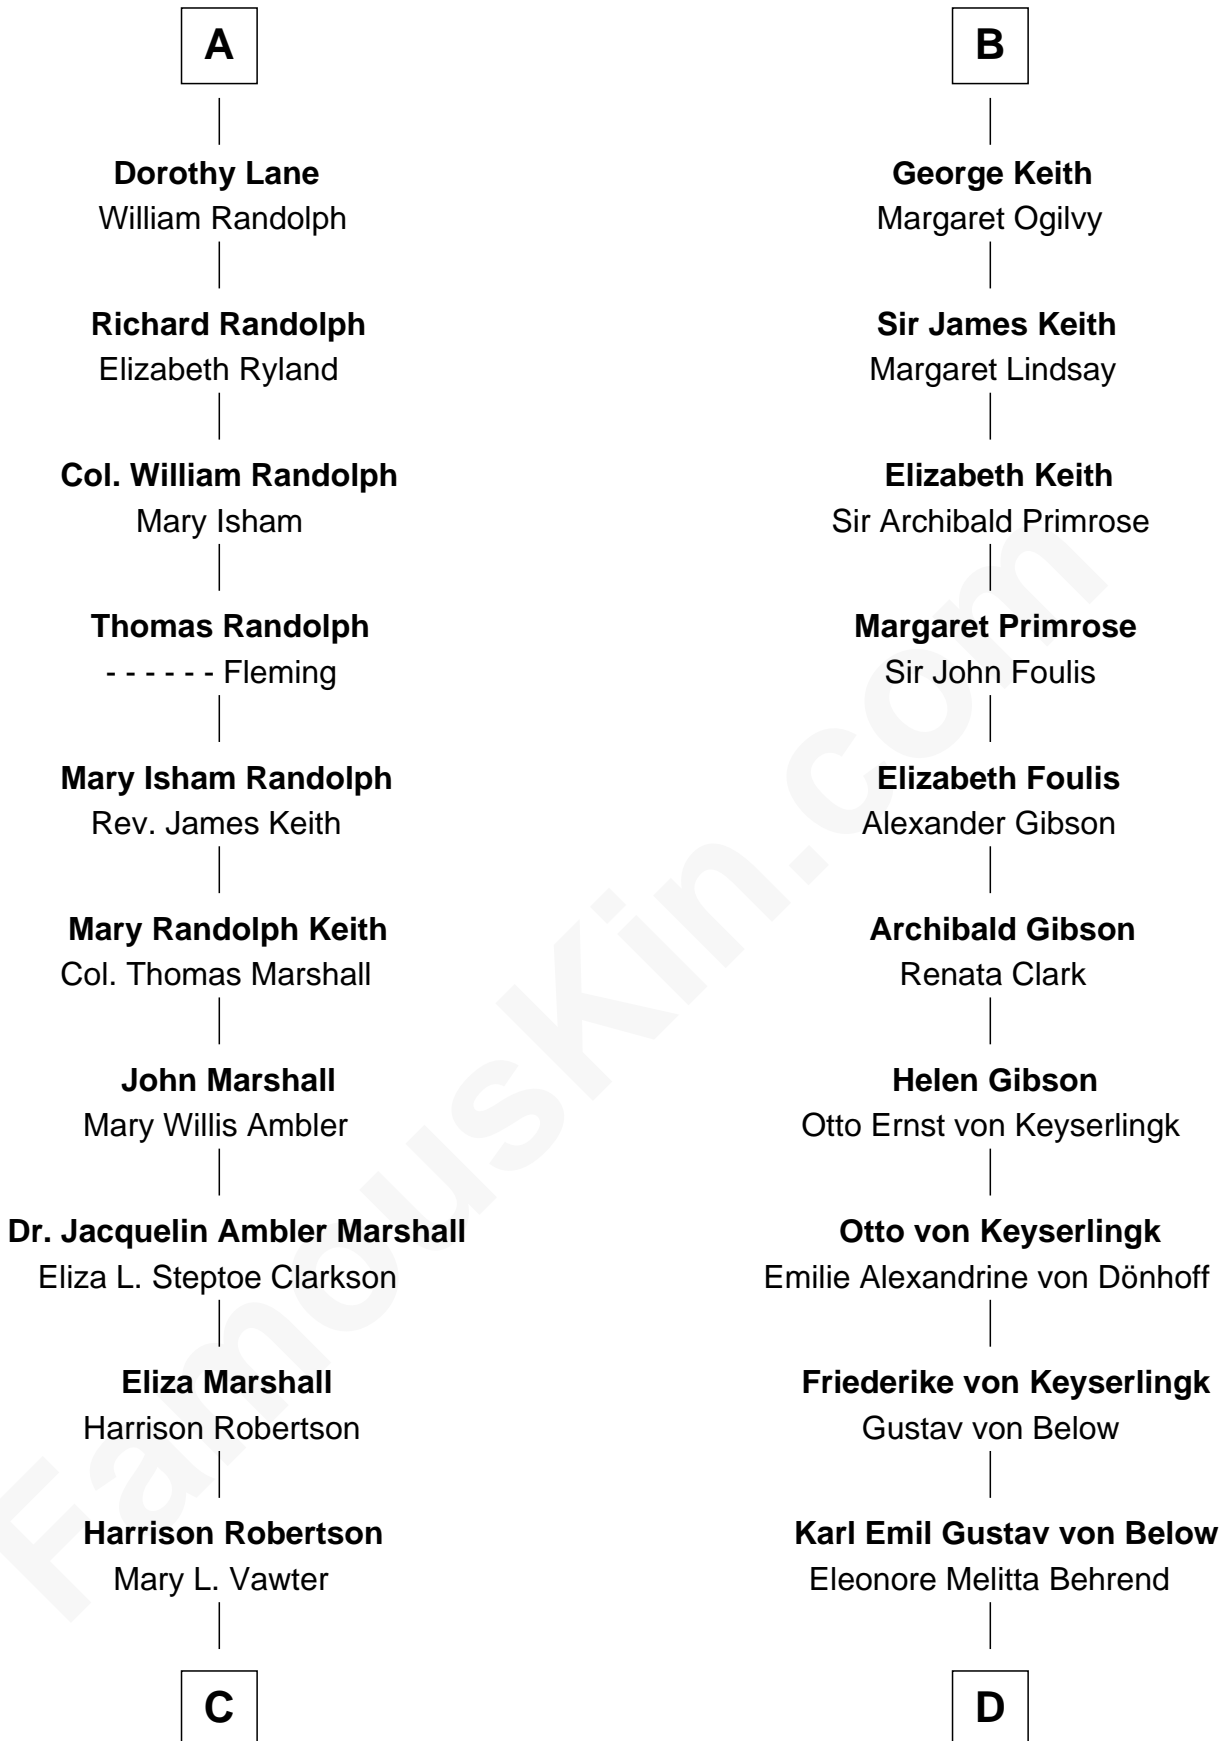 A
Dorothy Lane
William Randolph
Richard Randolph
Elizabeth Ryland
Col. William Randolph
Mary Isham
Thomas Randolph
- - - - - - Fleming
Mary Isham Randolph
Rev. James Keith
Mary Randolph Keith
Col. Thomas Marshall
John Marshall
Mary Willis Ambler
Dr. Jacquelin Ambler Marshall
Eliza L. Steptoe Clarkson
Eliza Marshall
Harrison Robertson
Harrison Robertson
Mary L. Vawter
C
B
George Keith
Margaret Ogilvy
Sir James Keith
Margaret Lindsay
Elizabeth Keith
Sir Archibald Primrose
Margaret Primrose
Sir John Foulis
Elizabeth Foulis
Alexander Gibson
Archibald Gibson
Renata Clark
Helen Gibson
Otto Ernst von Keyserlingk
Otto von Keyserlingk
Emilie Alexandrine von Dönhoff
Friederike von Keyserlingk
Gustav von Below
Karl Emil Gustav von Below
Eleonore Melitta Behrend
D
FamousKin.com